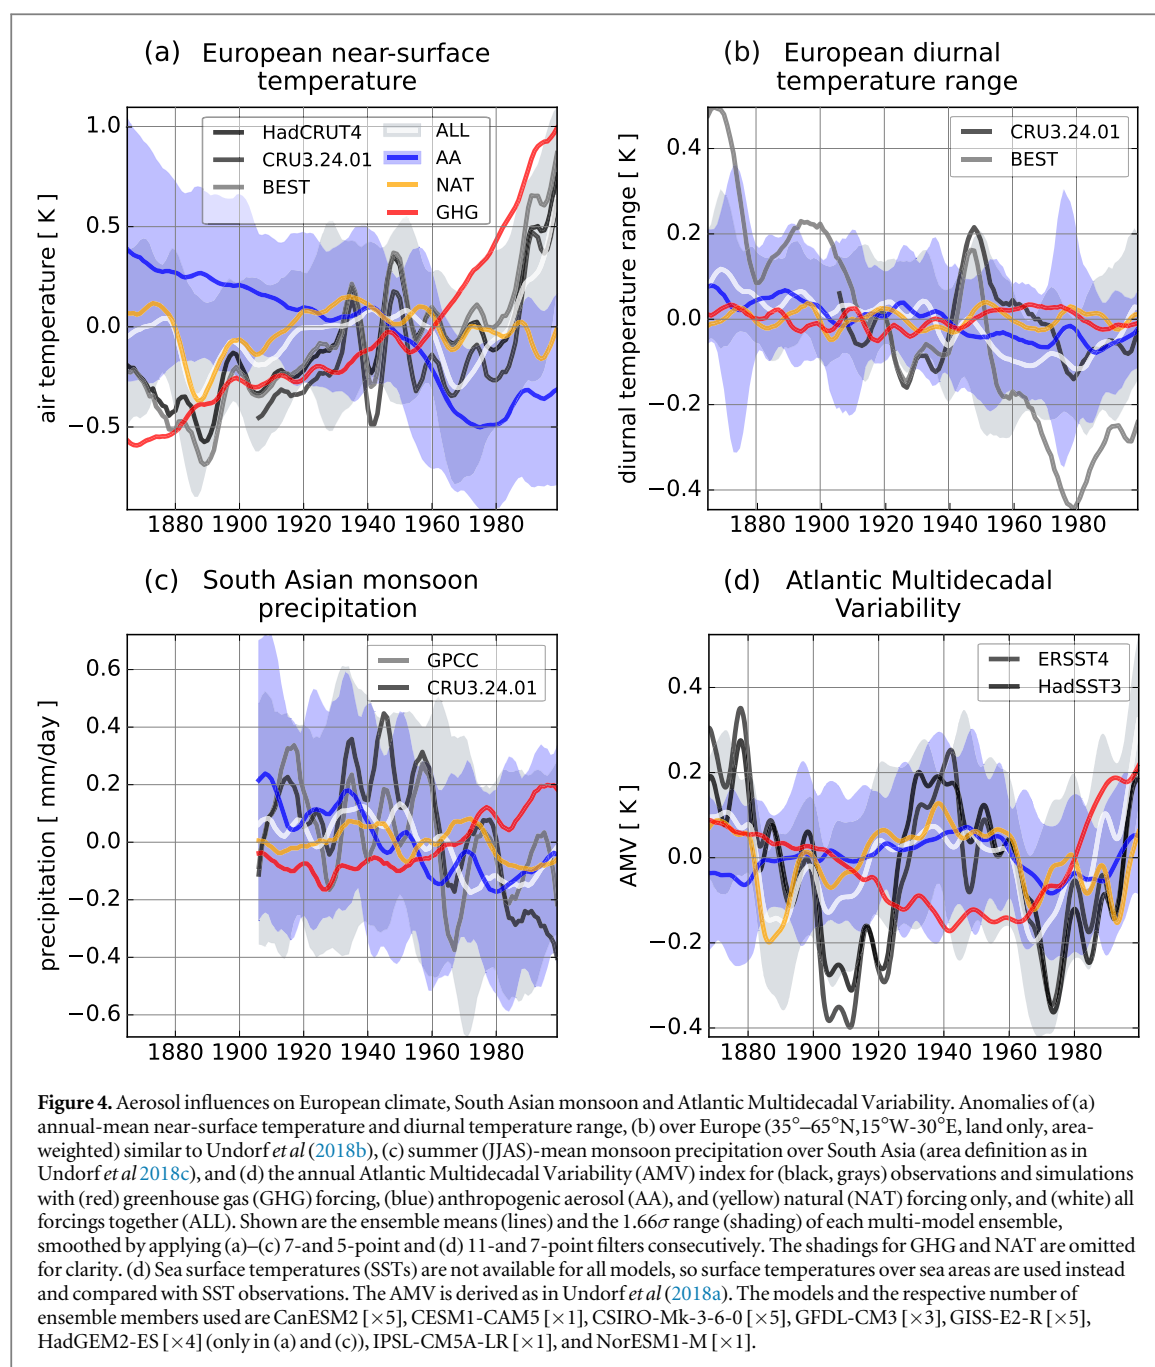 (a) European near-surface
temperature
air temperature [ K ]
1.0
0.5
0.0
−0.5
HadCRUT4
CRU3.24.01
BEST
ALL
AA
NAT
GHG
1880 1900 1920 1940 1960 1980
(b) European diurnal
temperature range
diurnal temperature range [ K ]
0.4
0.2
0.0
−0.2
−0.4
CRU3.24.01
BEST
1880 1900 1920 1940 1960 1980
(c) South Asian monsoon
precipitation
precipitation [ mm/day ]
0.6
0.4
0.2
0.0
−0.2
−0.4
−0.6
GPCC
CRU3.24.01
1880 1900 1920 1940 1960 1980
(d) Atlantic Multidecadal
Variability
AMV [ K ]
0.4
0.2
0.0
−0.2
−0.4
ERSST4
HadSST3
1880 1900 1920 1940 1960 1980
Figure 4. Aerosol influences on European climate, South Asian monsoon and Atlantic Multidecadal Variability. Anomalies of (a)
annual-mean near-surface temperature and diurnal temperature range, (b) over Europe (35°–65°N,15°W-30°E, land only, area-
weighted) similar to Undorf et al (2018b), (c) summer (JJAS)-mean monsoon precipitation over South Asia (area definition as in
Undorf et al 2018c), and (d) the annual Atlantic Multidecadal Variability (AMV) index for (black, grays) observations and simulations
with (red) greenhouse gas (GHG) forcing, (blue) anthropogenic aerosol (AA), and (yellow) natural (NAT) forcing only, and (white) all
forcings together (ALL). Shown are the ensemble means (lines) and the 1.66σ range (shading) of each multi-model ensemble,
smoothed by applying (a)–(c) 7-and 5-point and (d) 11-and 7-point filters consecutively. The shadings for GHG and NAT are omitted
for clarity. (d) Sea surface temperatures (SSTs) are not available for all models, so surface temperatures over sea areas are used instead
and compared with SST observations. The AMV is derived as in Undorf et al (2018a). The models and the respective number of
ensemble members used are CanESM2 [×5], CESM1-CAM5 [×1], CSIRO-Mk-3-6-0 [×5], GFDL-CM3 [×3], GISS-E2-R [×5],
HadGEM2-ES [×4] (only in (a) and (c)), IPSL-CM5A-LR [×1], and NorESM1-M [×1].